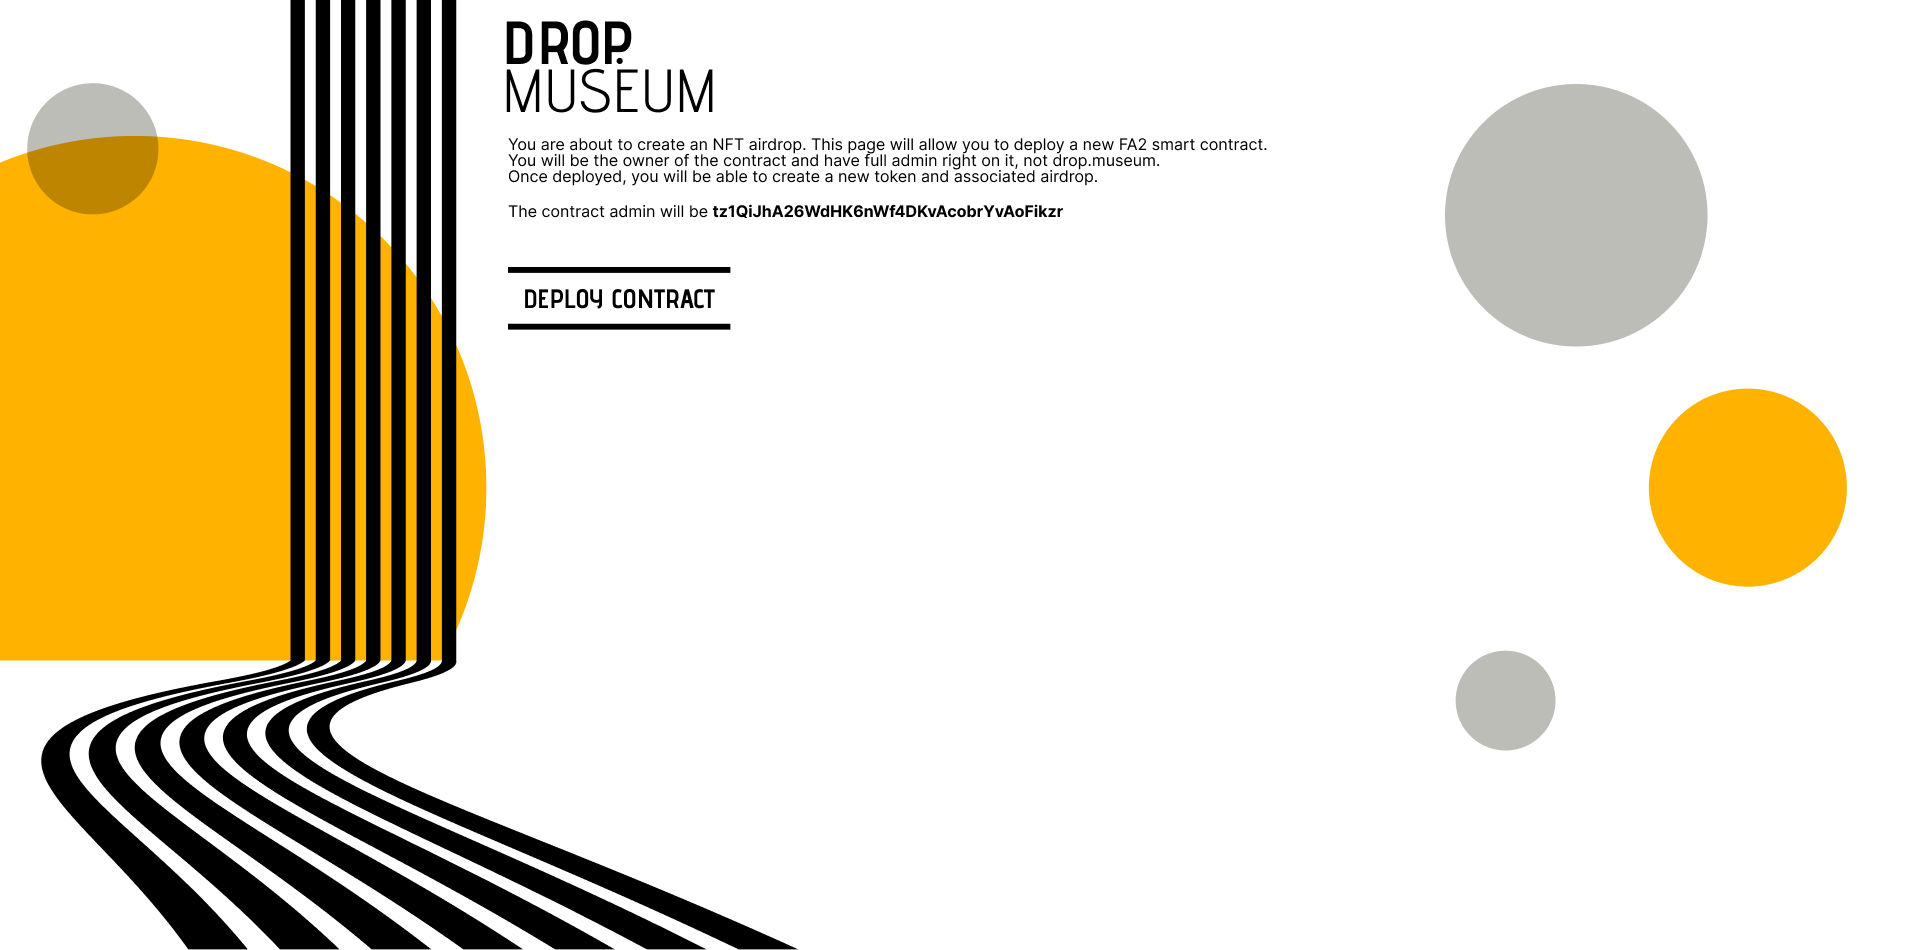 DROP.
MUSEUM
You are about to create an NFT airdrop. This page will allow you to deploy a new FA2 smart contract.
You will be the owner of the contract and have full admin right on it, not drop.museum.
Once deployed, you will be able to create a new token and associated airdrop.
The contract admin will be tz1QiJhA26WdHK6nWf4DKvAcobrYvAoFikzr
DEPLOY CONTRACT